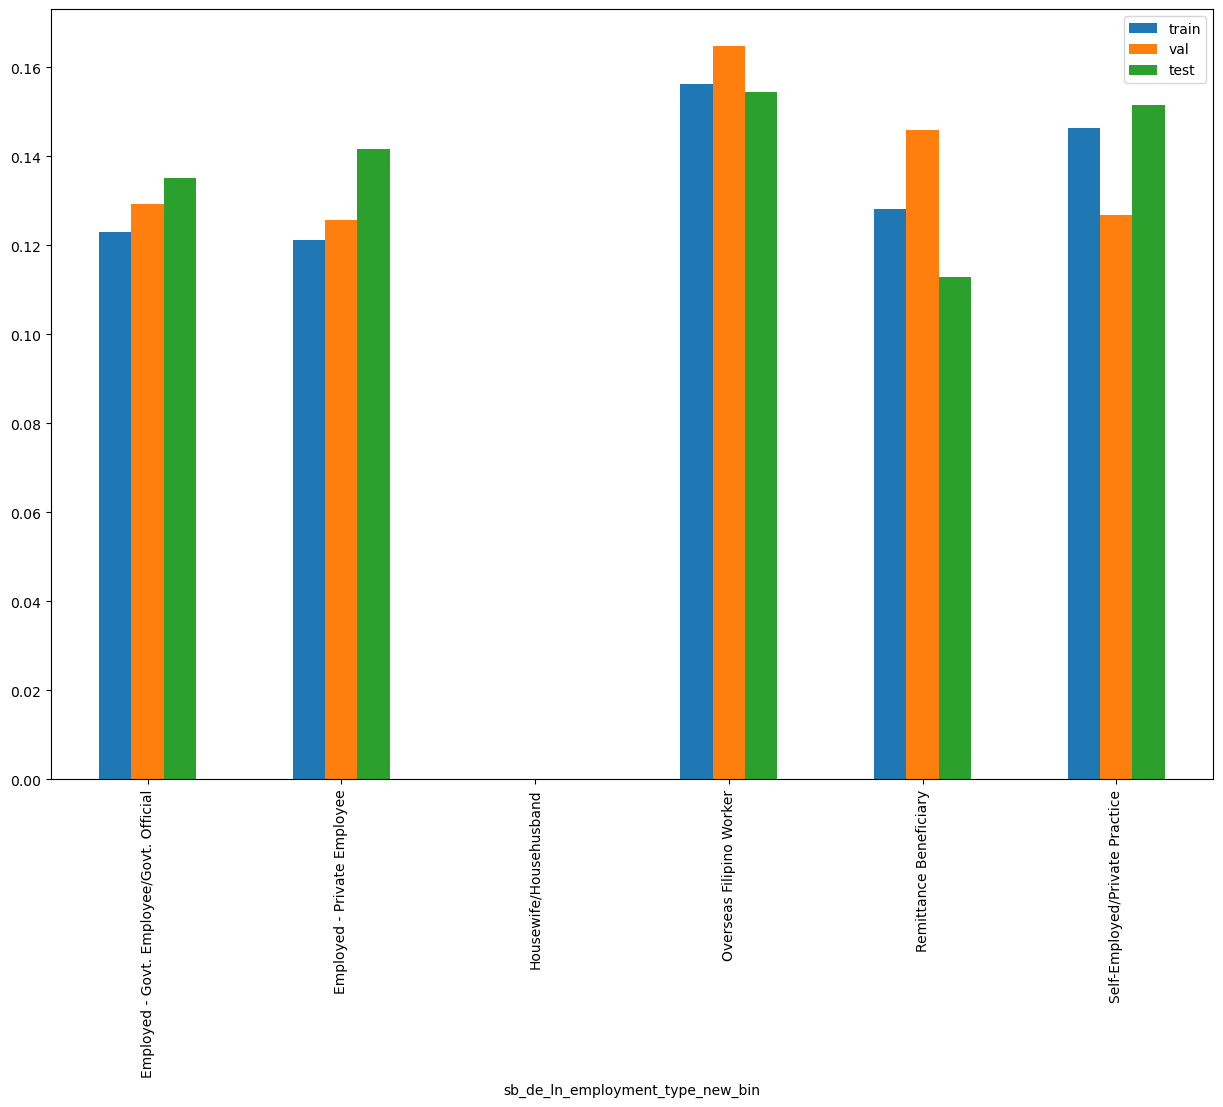 train
val
test
0.16
0.14
0.12
0.10
0.08
0.06
0.04
0.02
0.00
Employed - Govt. Employee/Govt. Official
Employed - Private Employee
Housewife/Househusband
Overseas Filipino Worker
Remittance Beneficiary
Self-Employed/Private Practice
sb_de_ln_employment_type_new_bin